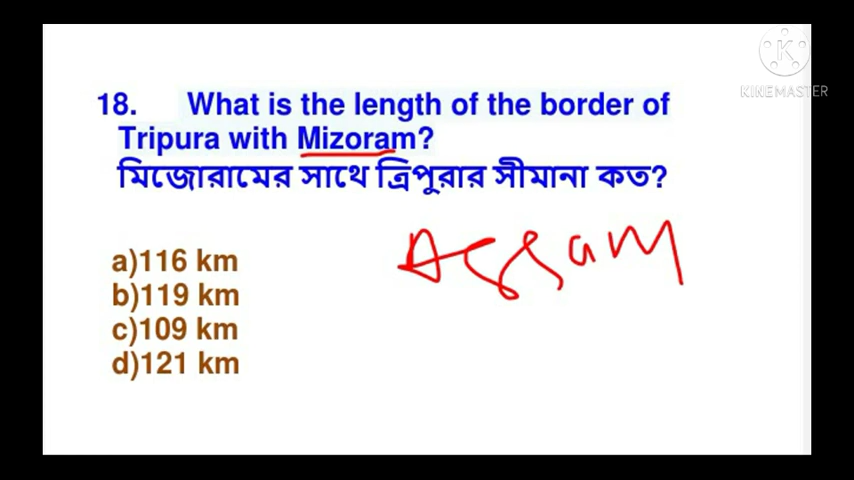 KINEMASTER
18. What is the length of the border of
Tripura with Mizoram?
মিজোরামের সাথে ত্রিপুরার সীমানা কত?
Assam
a)116 km
b)119 km
c)109 km
d)121 km